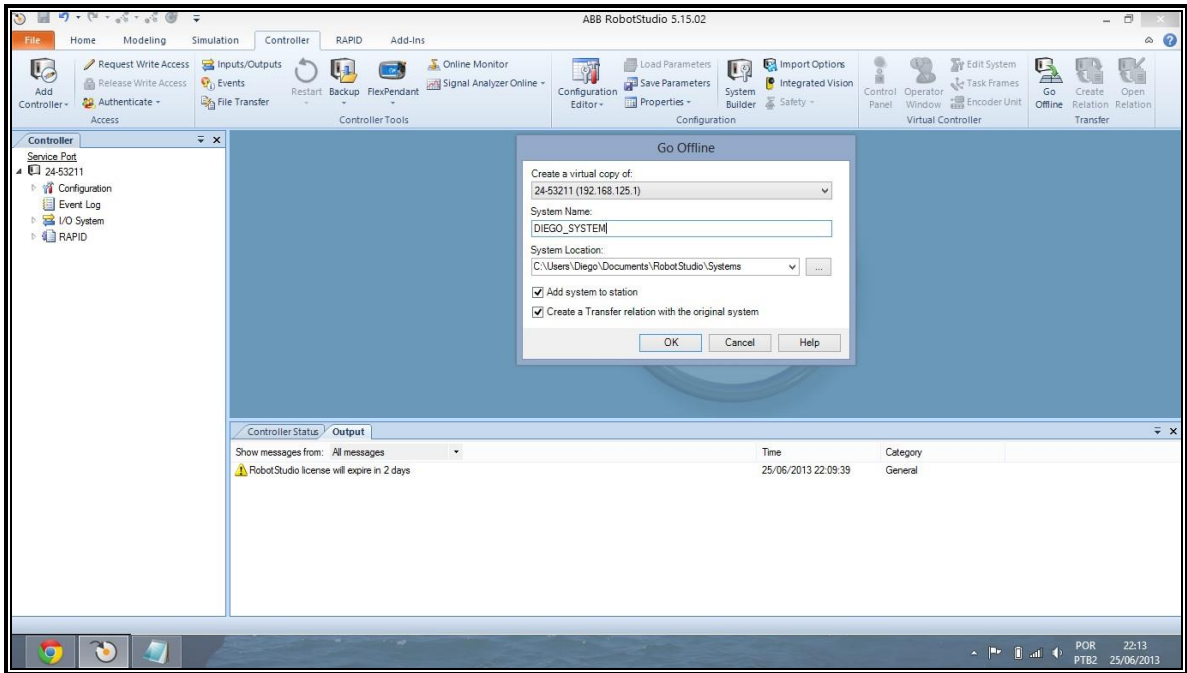 ABB RobotStudio 5.15.02
File Home Modeling Simulation Controller RAPID Add-Ins
Add Controller
Request Write Access
Release Write Access
Authenticate
Access
Inputs/Outputs
Events
File Transfer
Restart
Backup
FlexPendant
Online Monitor
Signal Analyzer Online
Controller Tools
Configuration Editor
Load Parameters
Save Parameters
Properties
System Builder
Import Options
Integrated Vision
Safety
Configuration
Control Panel
Operator Window
Edit System
Task Frames
Encoder Unit
Virtual Controller
Go Offline
Create Relation
Open Relation
Transfer
Controller
Service Port
24-53211
Configuration
Event Log
I/O System
RAPID
Go Offline
Create a virtual copy of:
24-53211 (192.168.125.1)
System Name:
DIEGO_SYSTEM
System Location:
C:\Users\Diego\Documents\RobotStudio\Systems
...
Add system to station
Create a Transfer relation with the original system
OK Cancel Help
Controller Status Output
Show messages from: All messages Time Category
RobotStudio license will expire in 2 days 25/06/2013 22:09:39 General
POR 22:13
PTB2 25/06/2013